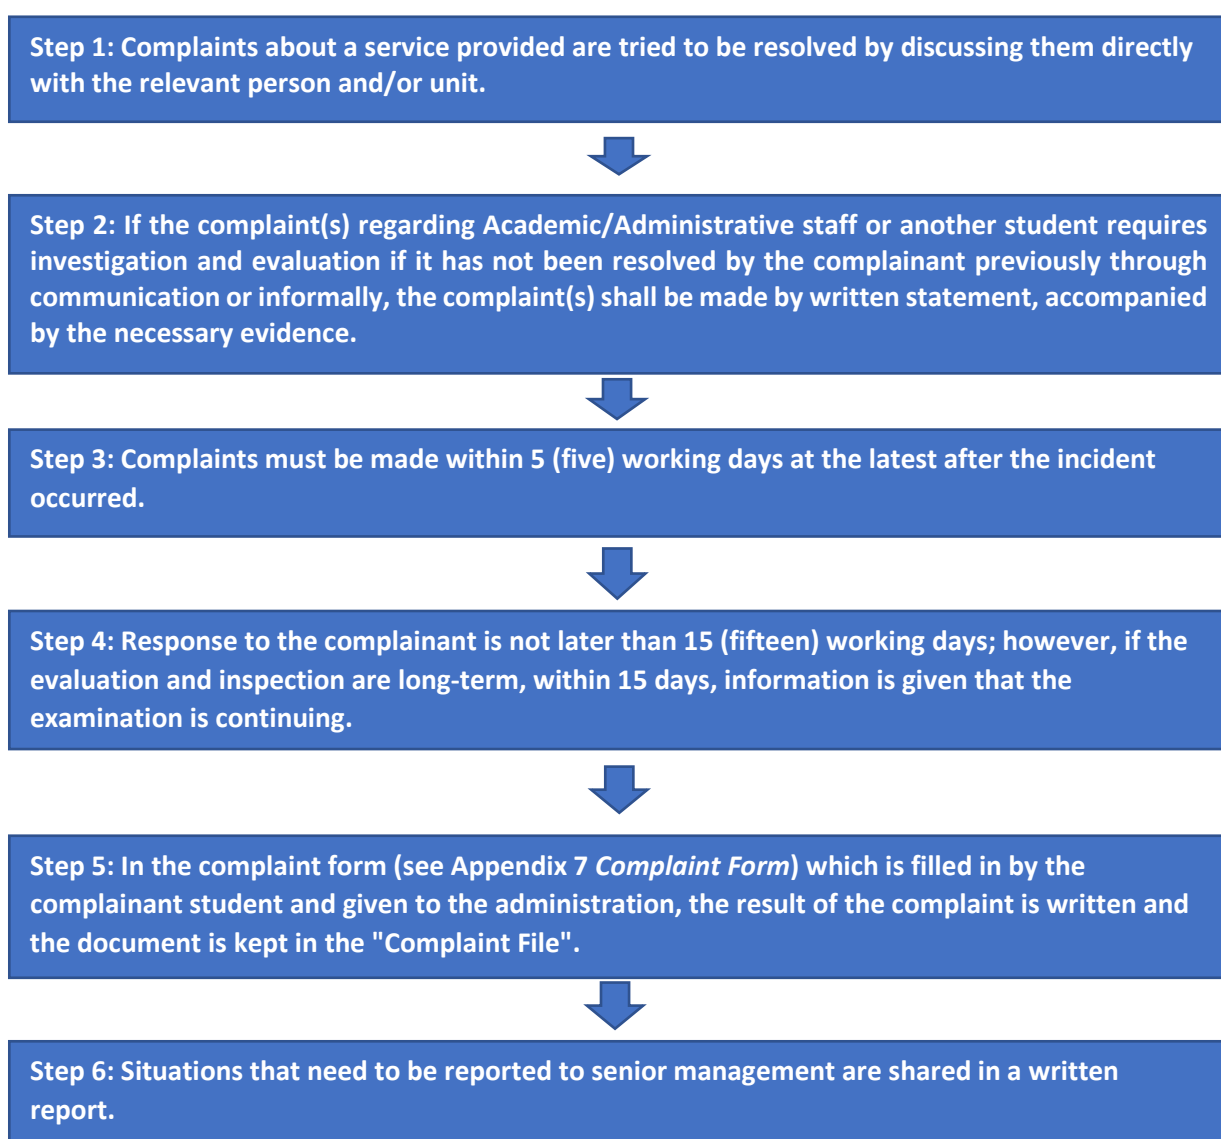 Step 1: Complaints about a service provided are tried to be resolved by discussing them directly
with the relevant person and/or unit.
Step 2: If the complaint(s) regarding Academic/Administrative staff or another student requires
investigation and evaluation if it has not been resolved by the complainant previously through
communication or informally, the complaint(s) shall be made by written statement, accompanied
by the necessary evidence.
Step 3: Complaints must be made within 5 (five) working days at the latest after the incident
occurred.
Step 4: Response to the complainant is not later than 15 (fifteen) working days; however, if the
evaluation and inspection are long-term, within 15 days, information is given that the
examination is continuing.
Step 5: In the complaint form (see Appendix 7 Complaint Form) which is filled in by the
complainant student and given to the administration, the result of the complaint is written and
the document is kept in the "Complaint File".
Step 6: Situations that need to be reported to senior management are shared in a written
report.